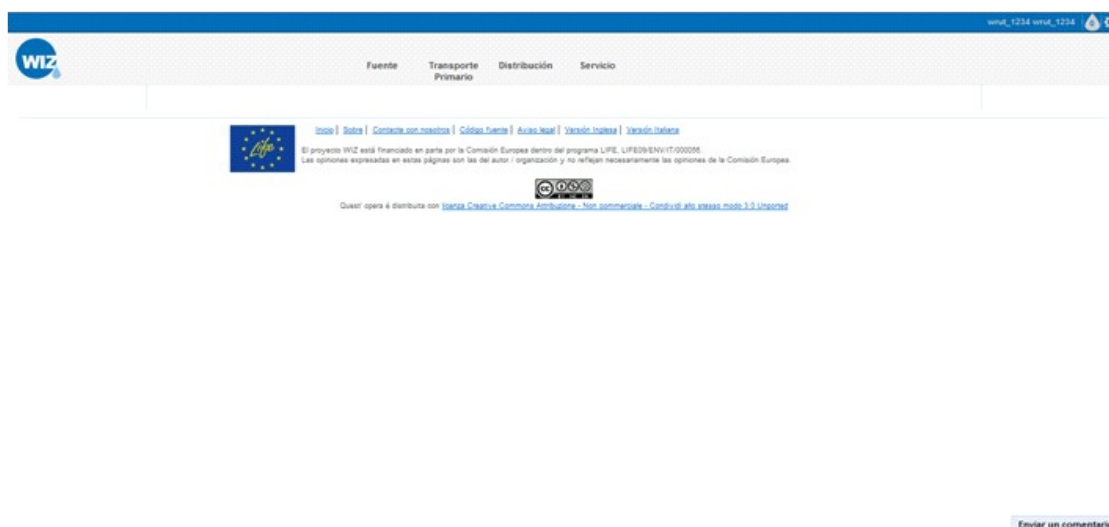 wrut_1234 wrut_1234
WIZ
Fuente Transporte Primario Distribución Servicio
Life
Inicio | Sobre | Contacte con nosotros | Código fuente | Aviso legal | Versión Inglesa | Versión Italiana
El proyecto WIZ está financiado en parte por la Comisión Europea dentro del programa LIFE, LIFE09/ENV/IT/000056.
Las opiniones expresadas en estas páginas son las del autor / organización y no reflejan necesariamente las opiniones de la Comisión Europea.
cc
Quest' opera è distribuita con licenza Creative Commons Attribuzione - Non commerciale - Condividi allo stesso modo 3.0 Unported
Enviar un comentario